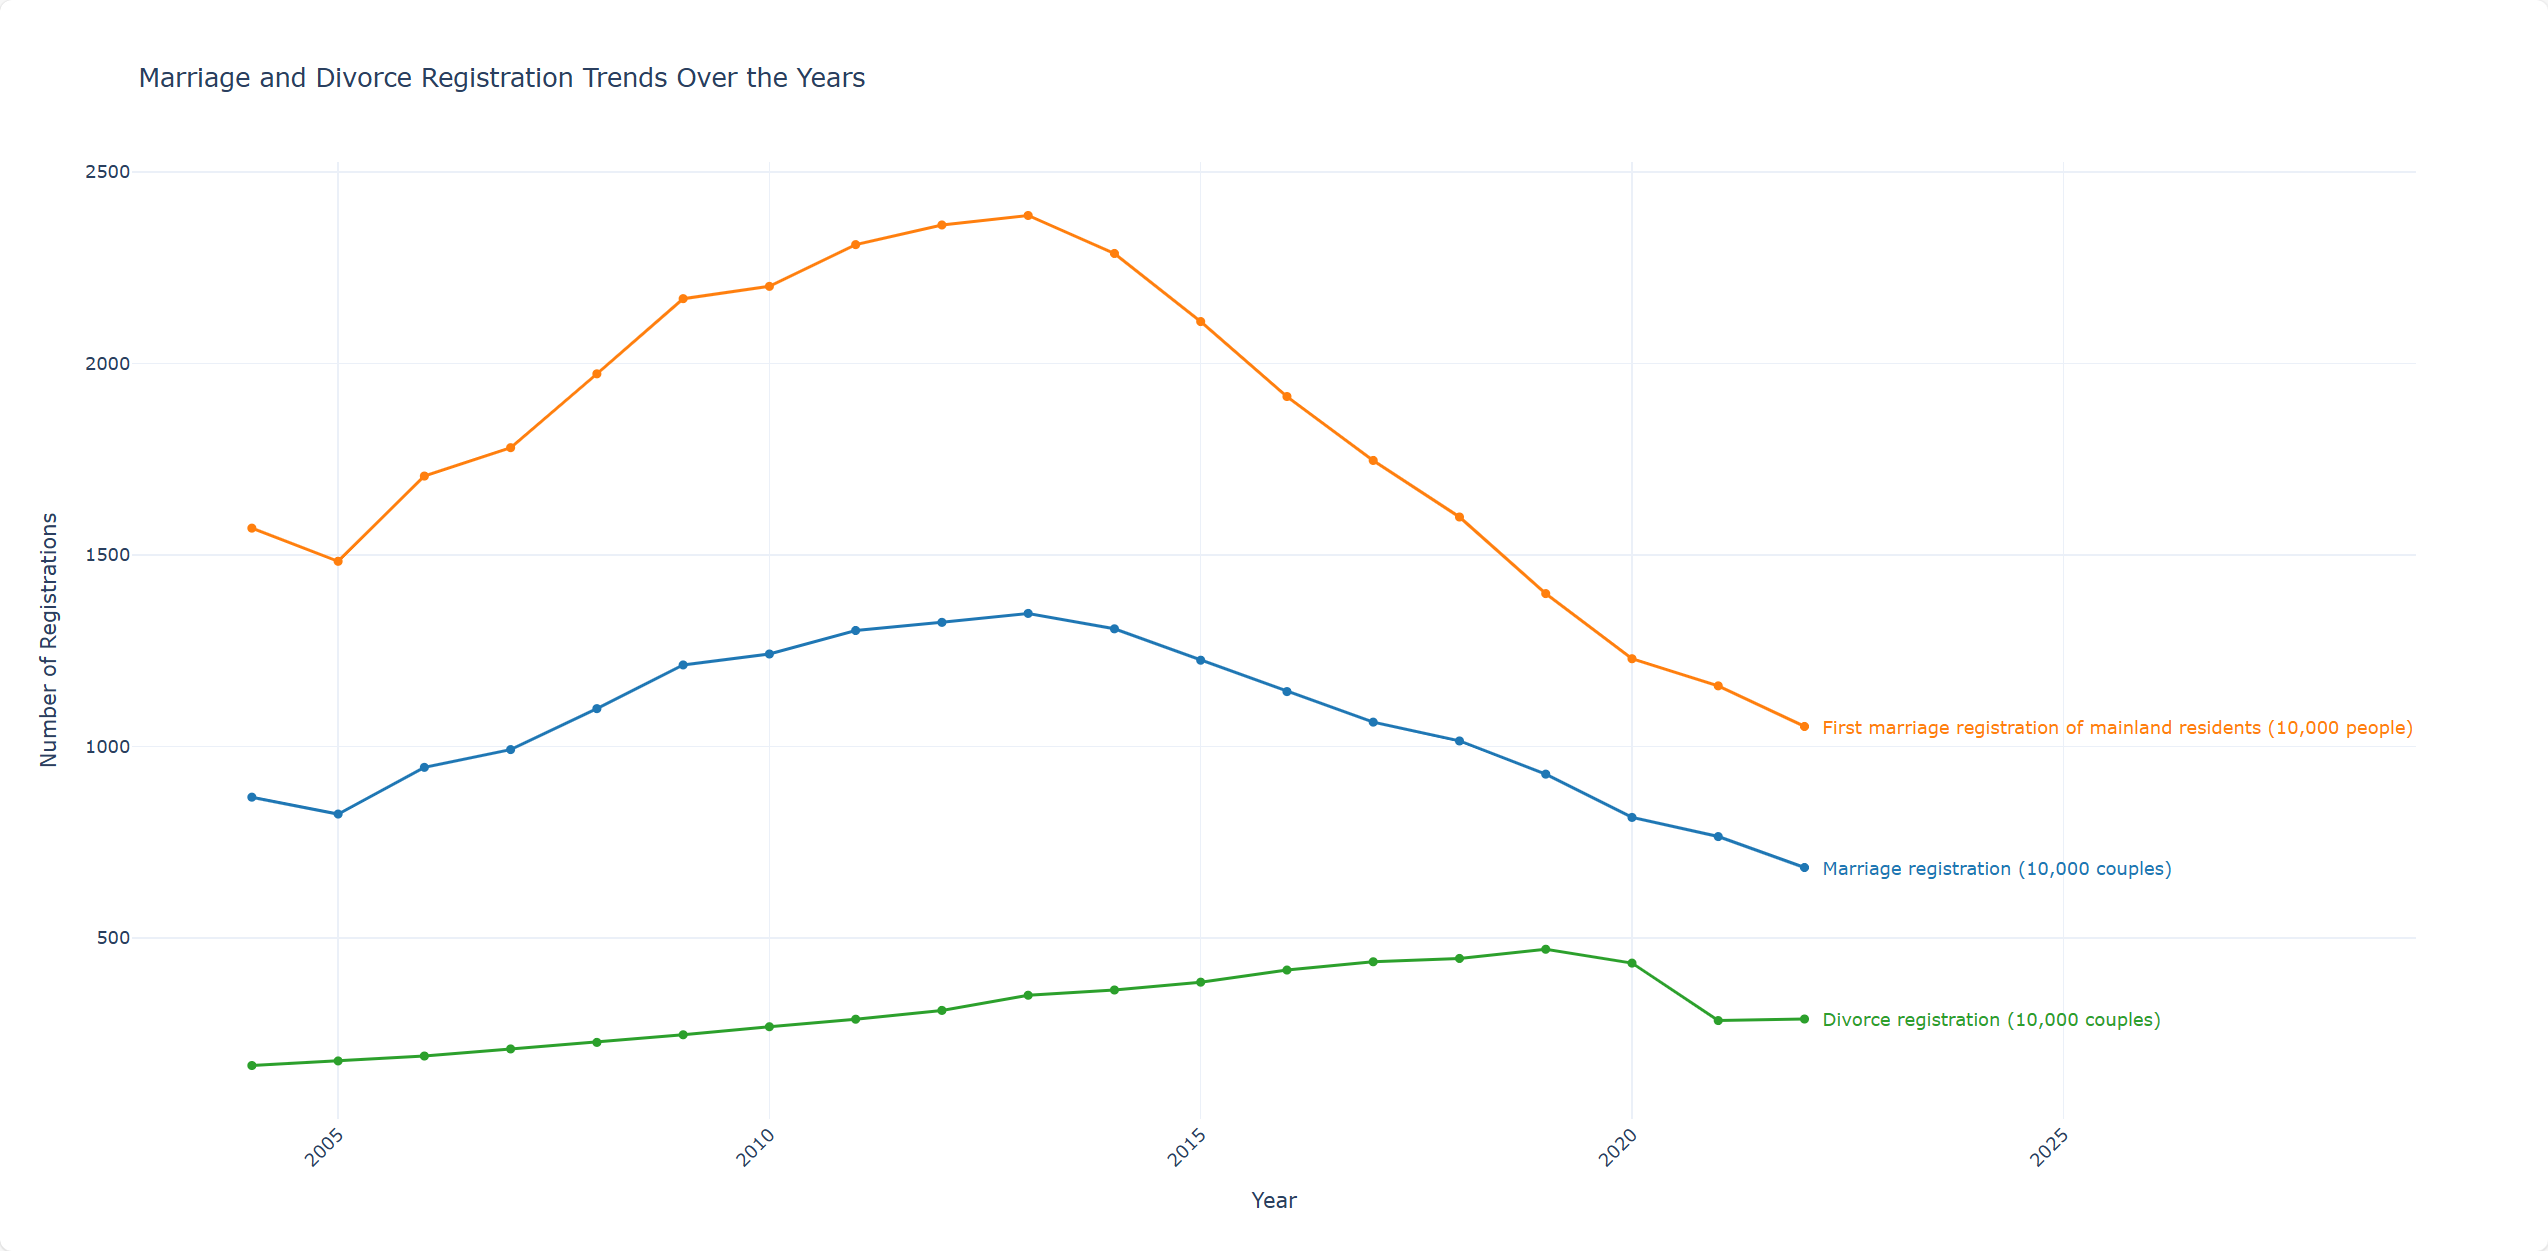 Marriage and Divorce Registration Trends Over the Years
2500
2000
1500
1000
500
Number of Registrations
First marriage registration of mainland residents (10,000 people)
Marriage registration (10,000 couples)
Divorce registration (10,000 couples)
2005
2010
2015
2020
2025
Year